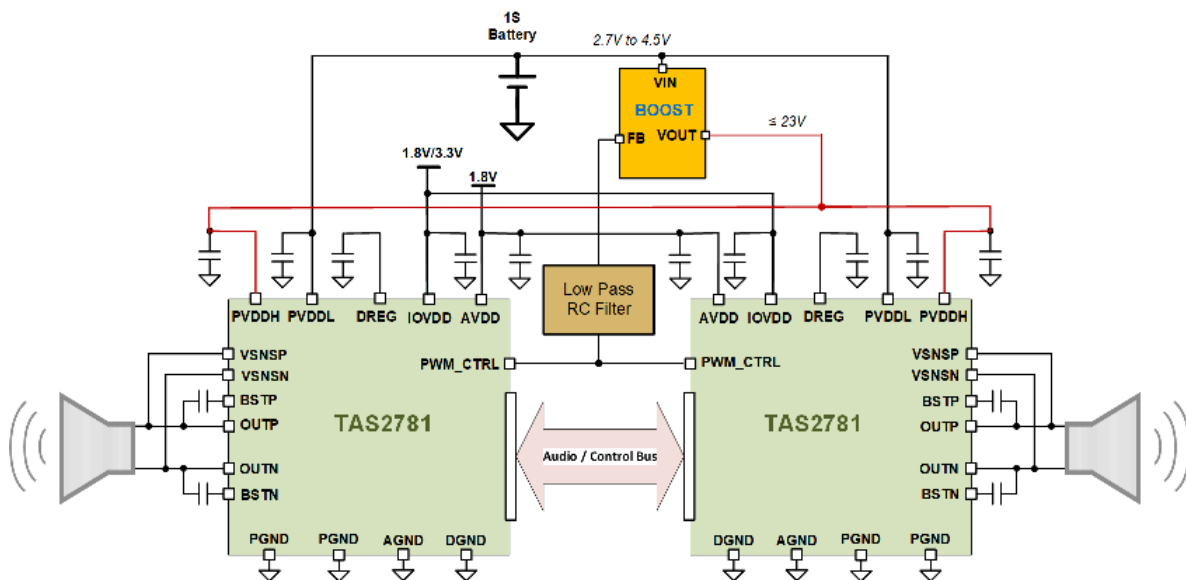 1S
Battery
2.7V to 4.5V
VIN
BOOST
FB
VOUT
≤ 23V
1.8V/3.3V
1.8V
Low Pass
RC Filter
PVDDH PVDDL DREG IOVDD AVDD
AVDD IOVDD DREG PVDDL PVDDH
VSNSP
VSNSN
BSTP
OUTP
OUTN
BSTN
TAS2781
PWM_CTRL
PGND PGND AGND DGND
Audio / Control Bus
PWM_CTRL
TAS2781
VSNSP
VSNSN
BSTP
OUTP
OUTN
BSTN
DGND AGND PGND PGND